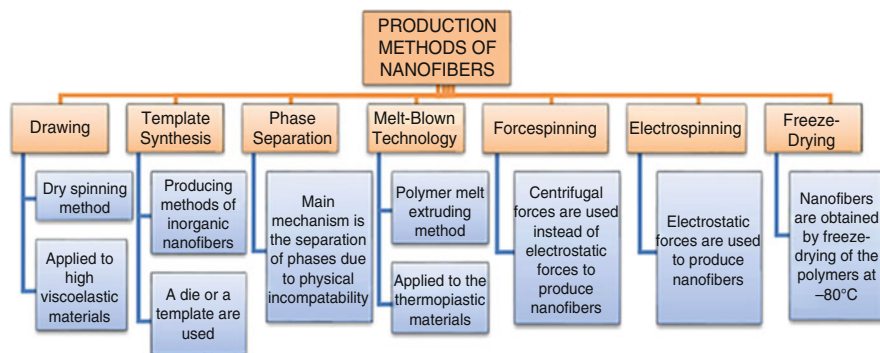 PRODUCTION
METHODS OF
NANOFIBERS
Drawing
Dry spinning
method
Applied to high
viscoelastic
materials
Template
Synthesis
Producing
methods of
inorganic
nanofibers
A die or a
template are
used
Phase
Separation
Main
mechanism is
the separation
of phases due
to physical
incompatability
Melt-Blown
Technology
Polymer melt
extruding
method
Applied to the
thermopiastic
materials
Forcespinning
Centrifugal
forces are used
instead of
electrostatic
forces to
produce
nanofibers
Electrospinning
Electrostatic
forces are used
to produce
nanofibers
Freeze-
Drying
Nanofibers
are obtained
by freeze-
drying of the
polymers at
–80°C